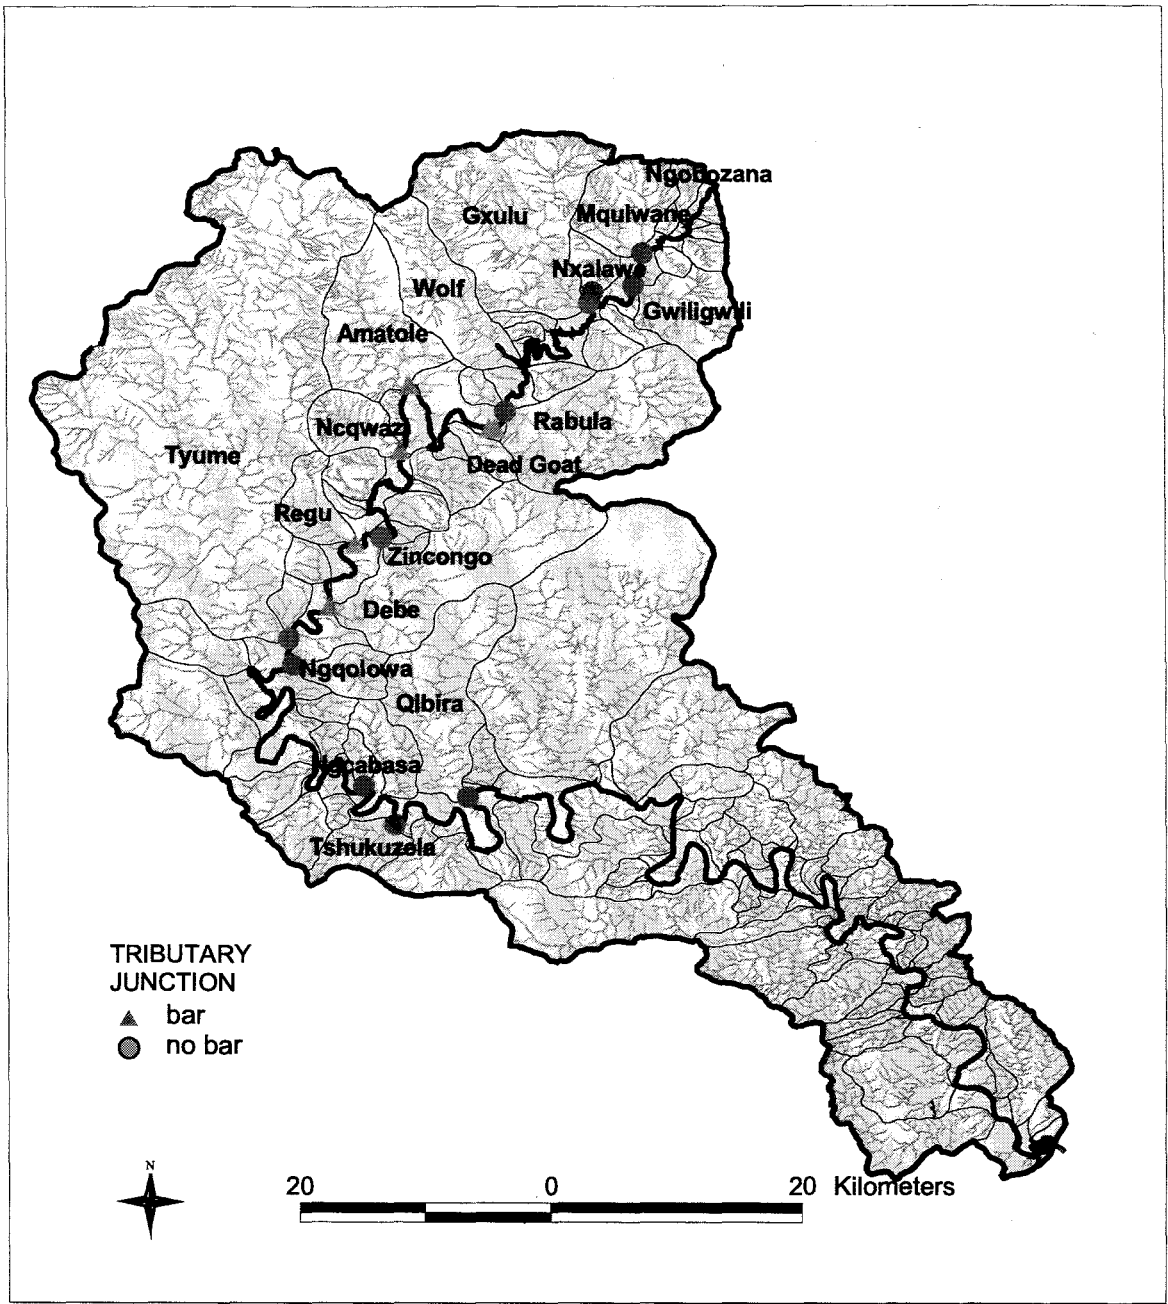 Ngobozana
Gxulu
Mqulwane
Nxalawe
Wolf
Gwiligwili
Amatole
Rabula
Ncqwazi
Tyume
Dead Goat
Regu
Zincongo
Debe
Ngqolowa
Qibira
Ngcabasa
Tshukuzela
TRIBUTARY
JUNCTION
bar
no bar
N
20 0 20 Kilometers